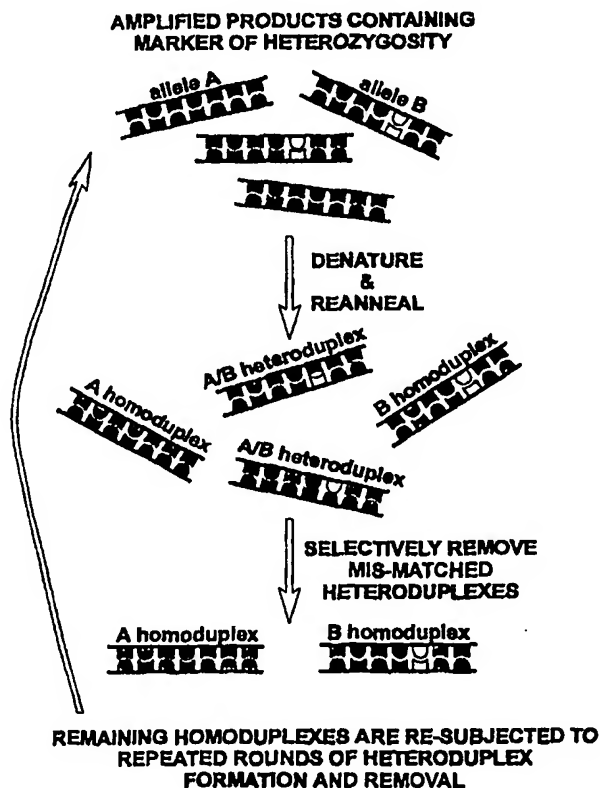 AMPLIFIED PRODUCTS CONTAINING
MARKER OF HETEROZYGOSITY
allele A
allele B
DENATURE
&
REANNEAL
A/B heteroduplex
B homoduplex
A homoduplex
A/B heteroduplex
SELECTIVELY REMOVE
MIS-MATCHED
HETERODUPLEXES
A homoduplex
B homoduplex
REMAINING HOMODUPLEXES ARE RE-SUBJECTED TO
REPEATED ROUNDS OF HETERODUPLEX
FORMATION AND REMOVAL